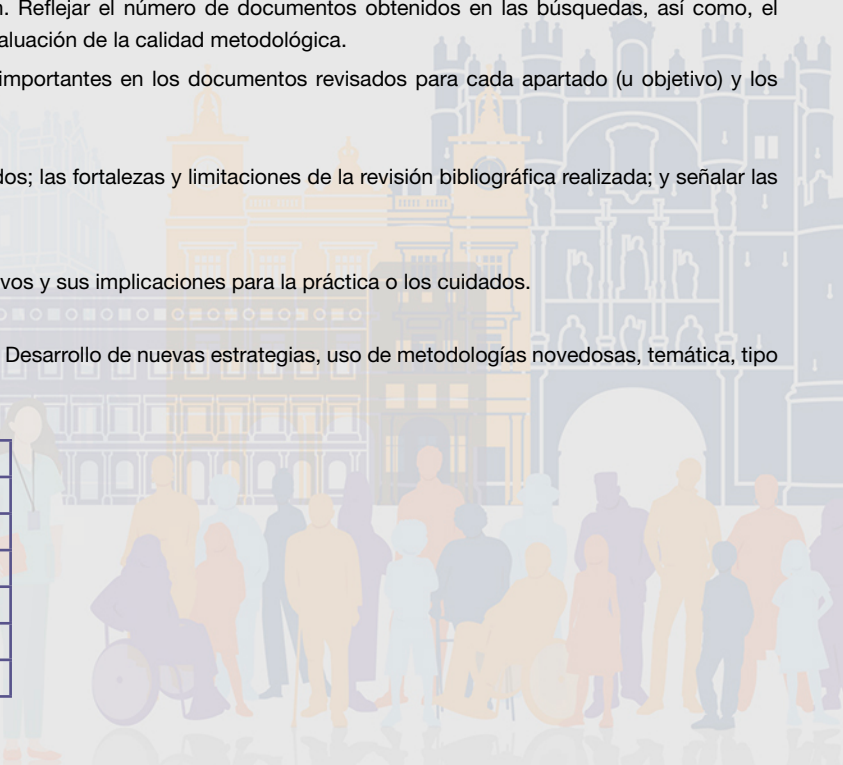 n. Reflejar el número de documentos obtenidos en las búsquedas, así como, el
aluación de la calidad metodológica.
importantes en los documentos revisados para cada apartado (u objetivo) y los
dos; las fortalezas y limitaciones de la revisión bibliográfica realizada; y señalar las
vos y sus implicaciones para la práctica o los cuidados.
Desarrollo de nuevas estrategias, uso de metodologías novedosas, temática, tipo